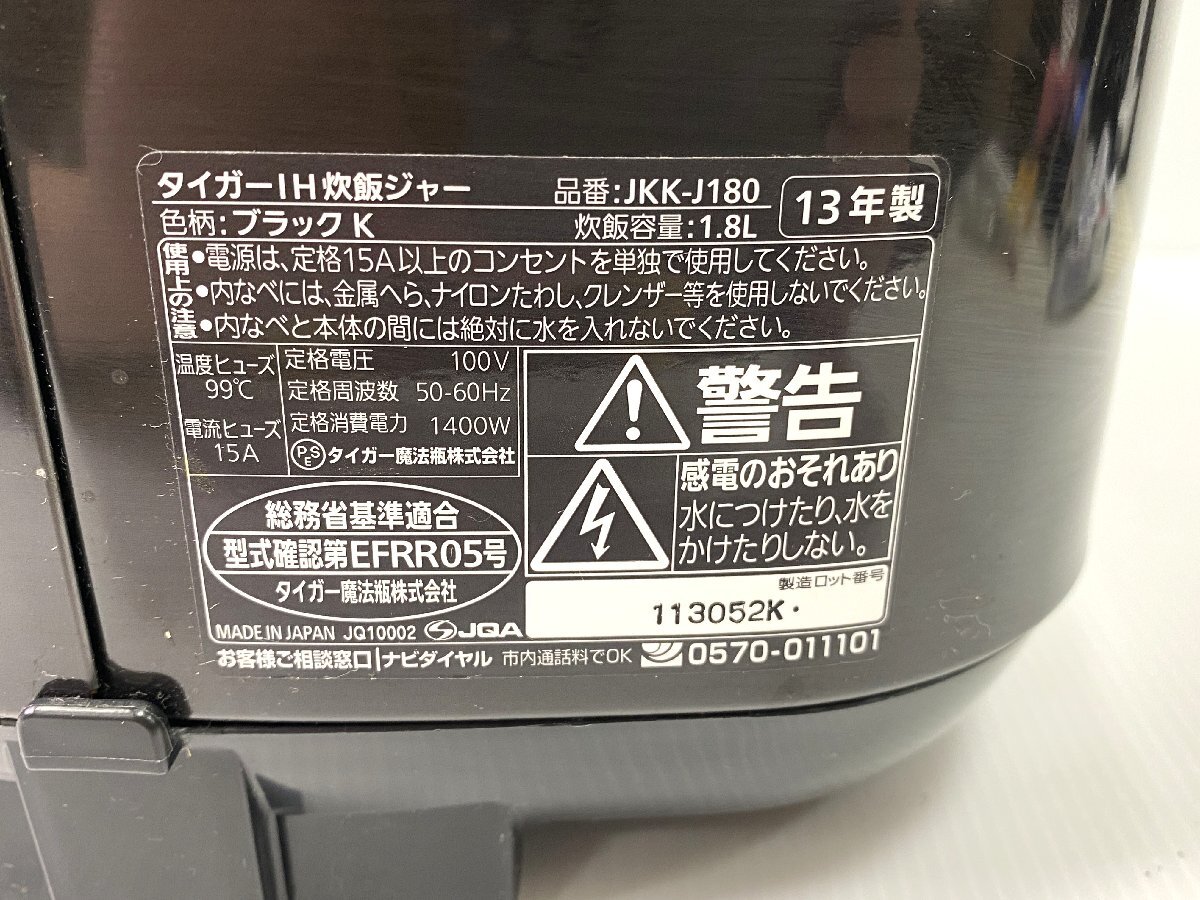 タイガーIH炊飯ジャー 品番:JKK-J180 13年製
色柄:ブラック K 炊飯容量:1.8L
使用上の注意
•電源は、定格15A以上のコンセントを単独で使用してください。
•内なべには、金属へら、ナイロンたわし、クレンザー等を使用しないでください。
•内なべと本体の間には絶対に水を入れないでください。
温度ヒューズ
99℃
電流ヒューズ
15A
定格電圧 100V
定格周波数 50-60Hz
定格消費電力 1400W
PSE タイガー魔法瓶株式会社
警告
感電のおそれあり
水につけたり、水を
かけたりしない。
総務省基準適合
型式確認第EFRR05号
タイガー魔法瓶株式会社
製造ロット番号
113052K・
MADE IN JAPAN JQ10002 JQA
お客様ご相談窓口|ナビダイヤル 市内通話料でOK 0570-011101